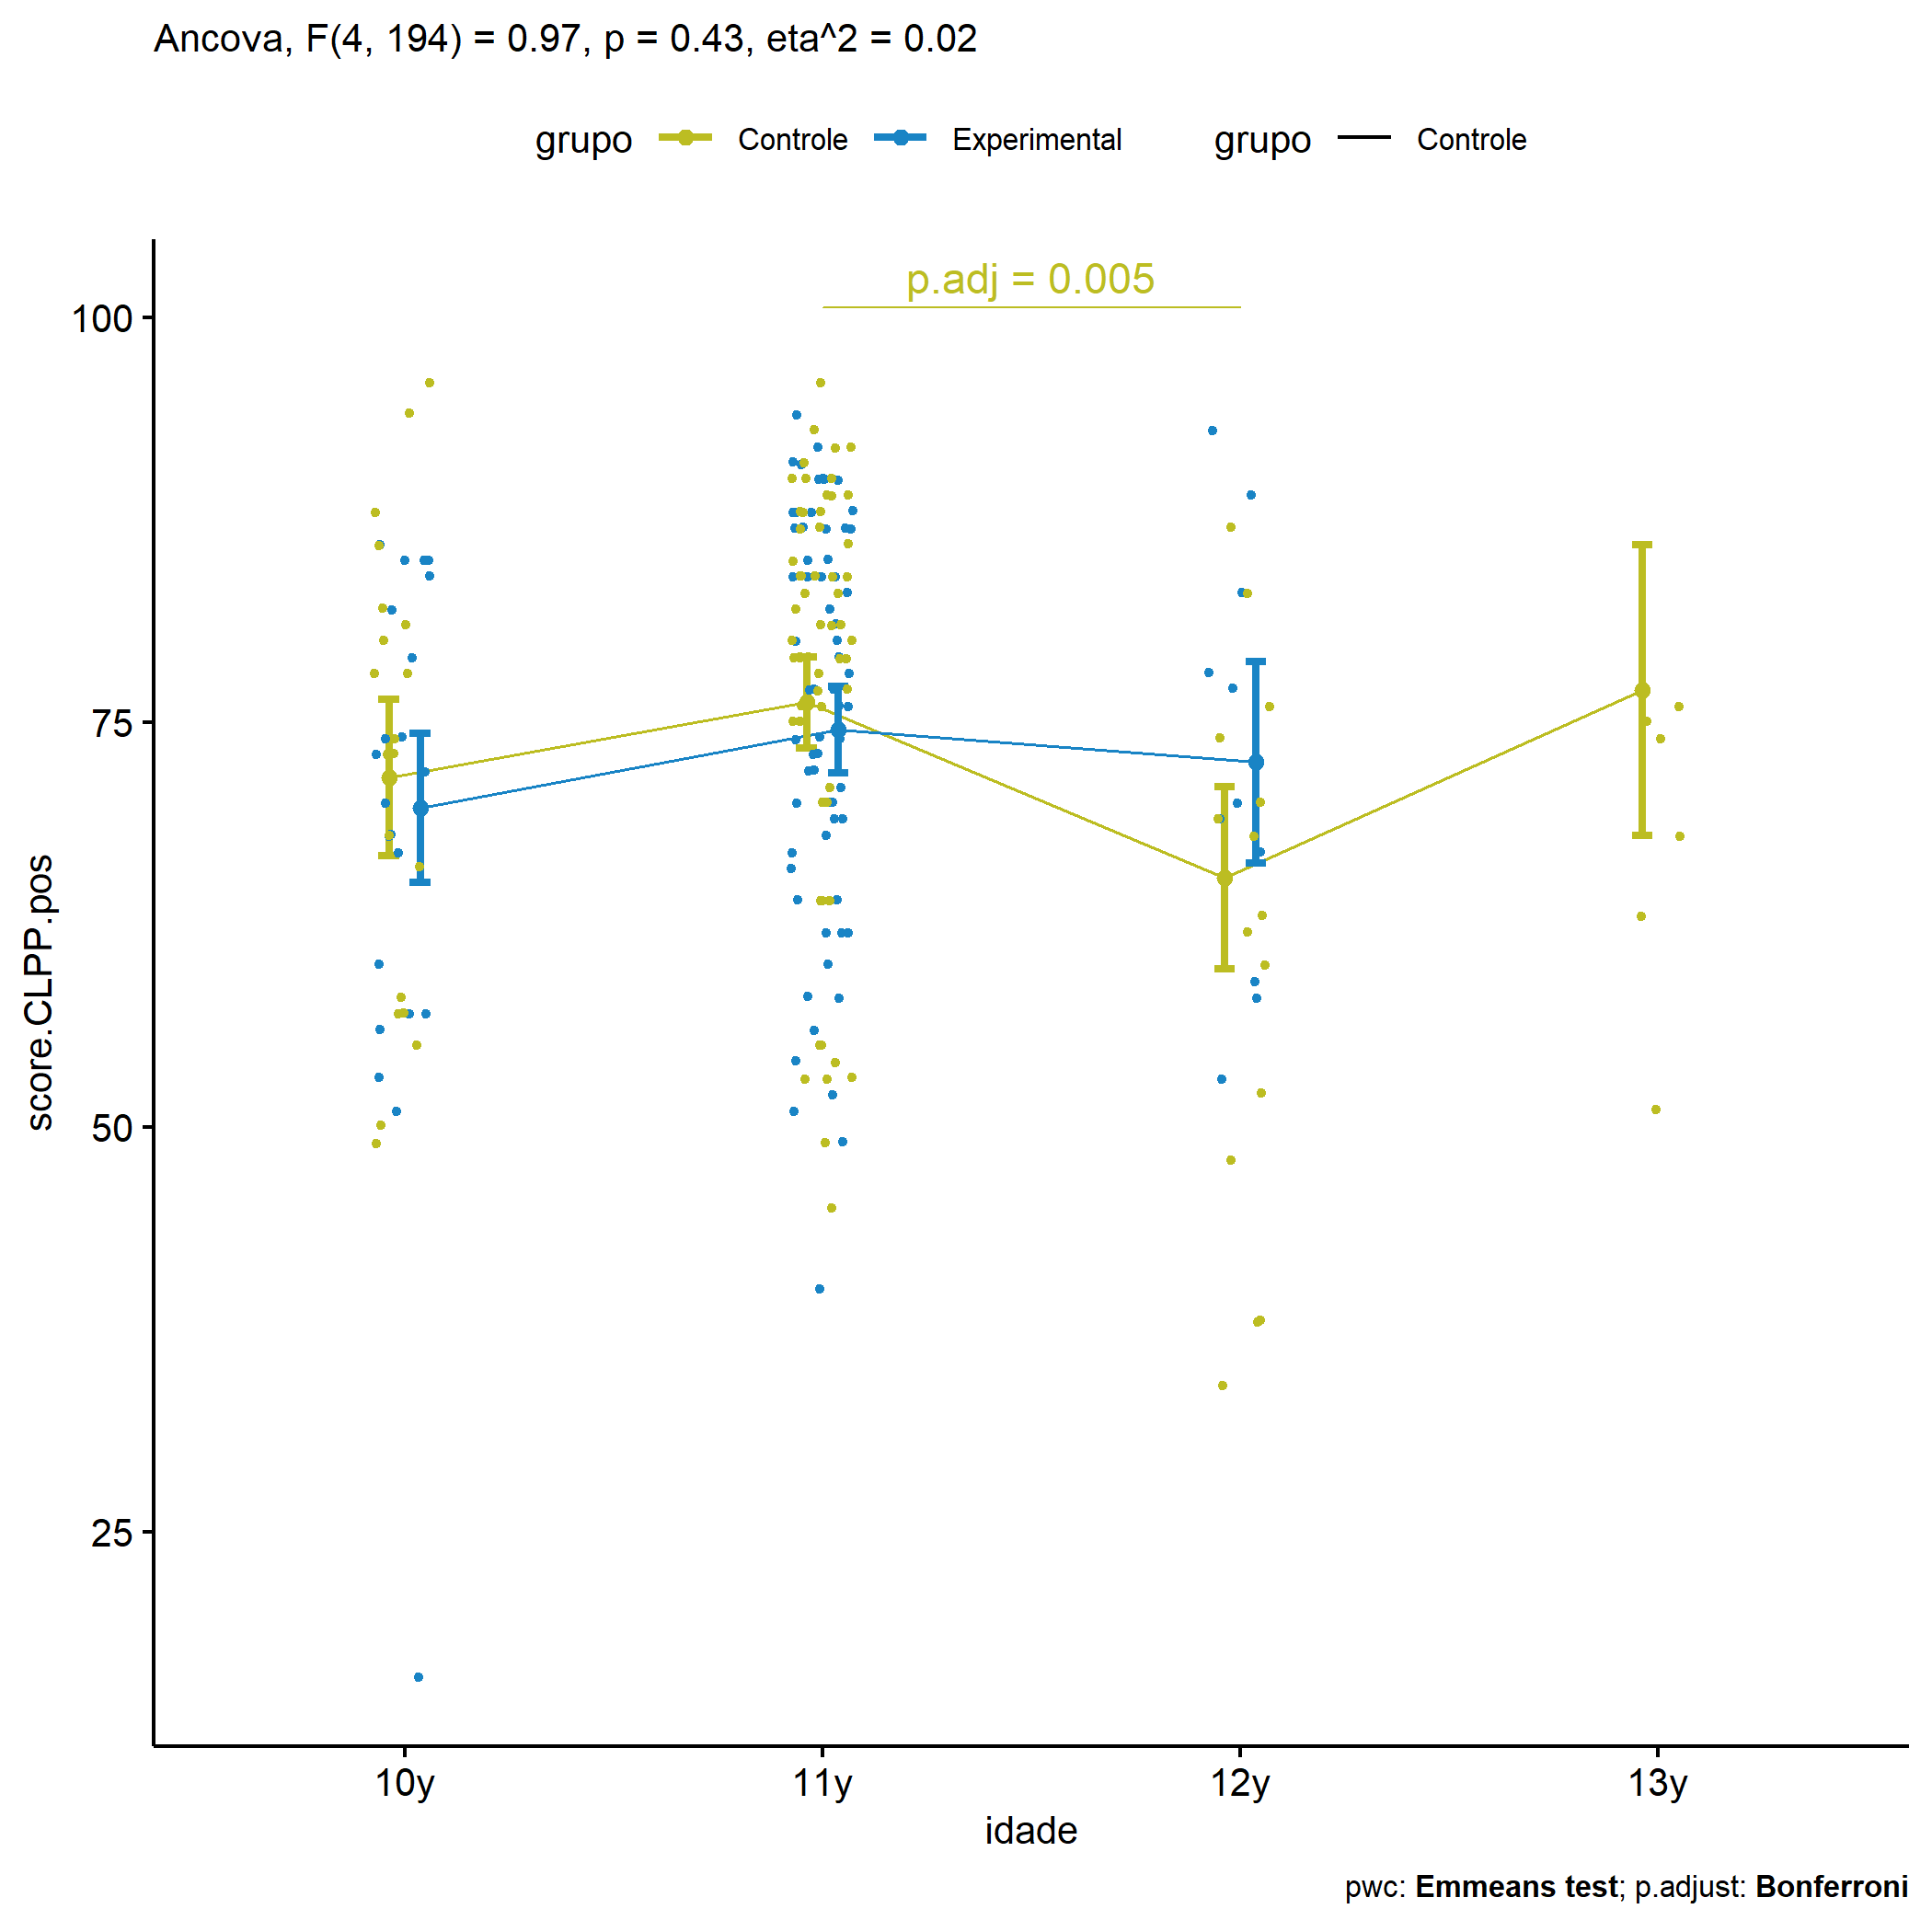 Ancova, F(4, 194) = 0.97, p = 0.43, eta^2 = 0.02
grupo Controle Experimental grupo Controle
p.adj = 0.005
100
75
50
25
score.CLPP.pos
10y 11y 12y 13y
idade
pwc: Emmeans test; p.adjust: Bonferroni